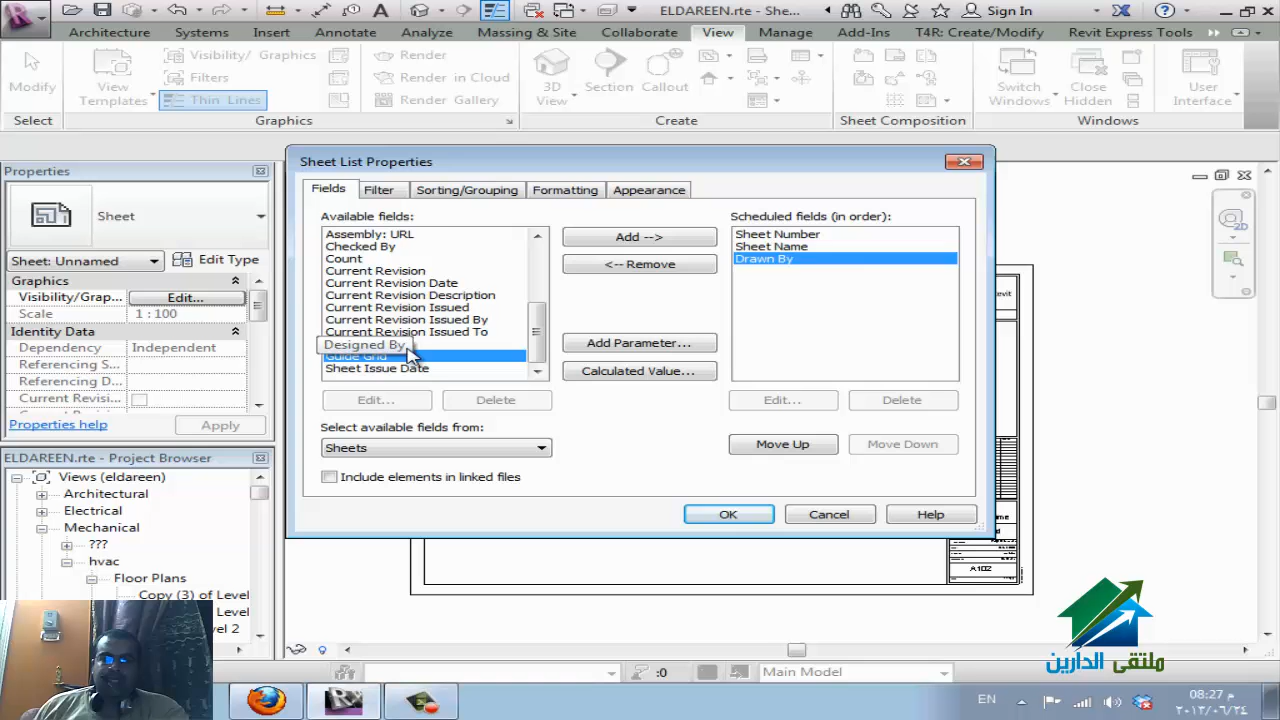 ELDAREEN.rte - She...
Sign In
Architecture Systems Insert Annotate Analyze Massing & Site Collaborate View Manage Add-Ins T4R: Create/Modify Revit Express Tools
Modify
View Templates
Visibility/ Graphics
Filters
Thin Lines
Render
Render in Cloud
Render Gallery
3D View
Section
Callout
Switch Windows
Close Hidden
User Interface
Select Graphics Create Sheet Composition Windows
Properties
Sheet
Sheet: Unnamed
Edit Type
Graphics
Visibility/Grap... Edit...
Scale 1 : 100
Identity Data
Dependency Independent
Referencing S...
Referencing D...
Current Revisi...
Properties help
Apply
ELDAREEN.rte - Project Browser
Views (eldareen)
Architectural
Electrical
Mechanical
???
hvac
Floor Plans
Copy (3) of Level
Level
el 2
Sheet List Properties
Fields Filter Sorting/Grouping Formatting Appearance
Available fields:
Assembly: URL
Checked By
Count
Current Revision
Current Revision Date
Current Revision Description
Current Revision Issued
Current Revision Issued By
Current Revision Issued To
Designed By
Guide Grid
Sheet Issue Date
Add -->
<-- Remove
Add Parameter...
Calculated Value...
Scheduled fields (in order):
Sheet Number
Sheet Name
Drawn By
Edit... Delete
Edit... Delete
Select available fields from:
Sheets
Move Up Move Down
Include elements in linked files
OK Cancel Help
A102
ملتقى الدارين
:0
Main Model
EN
08:27 م
٢٠١٣/٠٦/٢٤